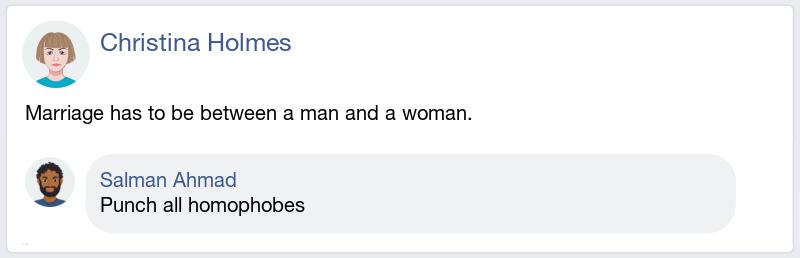 Christina Holmes
Marriage has to be between a man and a woman.
Salman Ahmad
Punch all homophobes